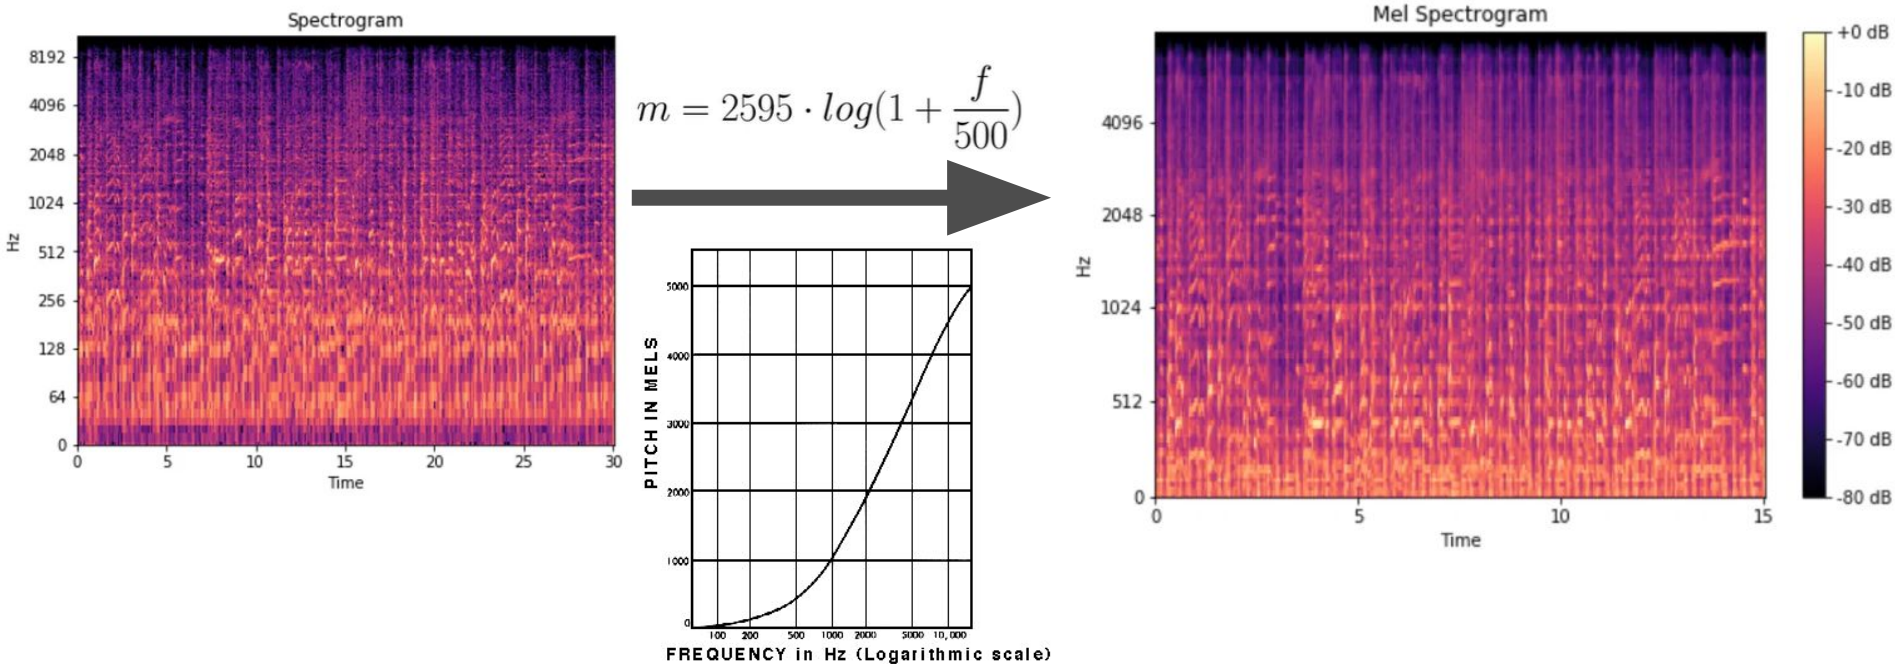 Spectrogram
8192
4096
2048
1024
512
256
128
64
0
Hz
0 5 10 15 20 25 30
Time
m = 2595 · log(1 + f/500)
5000
4000
3000
2000
1000
0
PITCH IN MELS
100 200 500 1000 2000 5000 10,000
FREQUENCY in Hz (Logarithmic scale)
Mel Spectrogram
4096
2048
1024
512
0
Hz
0 5 10 15
Time
+0 dB
-10 dB
-20 dB
-30 dB
-40 dB
-50 dB
-60 dB
-70 dB
-80 dB